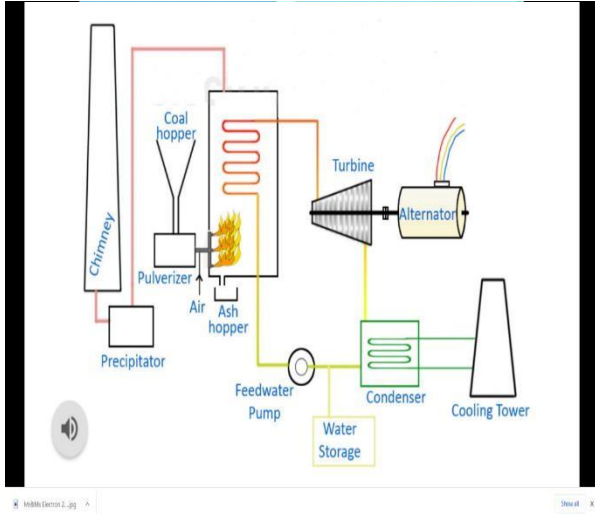 Coal
hopper
Turbine
Alternator
Chimney
Pulverizer
Air
Ash
hopper
Precipitator
Feedwater
Pump
Condenser
Cooling Tower
Water
Storage
Show all
X